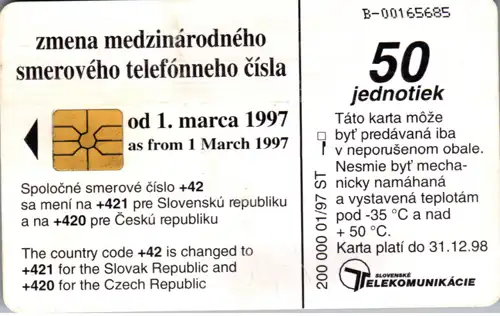 zmena medzinárodného
smerového telefónneho čísla
od 1. marca 1997
as from 1 March 1997
Spoločné smerové číslo +42
sa mení na +421 pre Slovenskú republiku
a na +420 pre Českú republiku
The country code +42 is changed to
+421 for the Slovak Republic and
+420 for the Czech Republic
200 000 01/97 ST
B-00165685
50
jednotiek
Táto karta môže
byť predávaná iba
v neporušenom obale.
Nesmie byť mecha-
nicky namáhaná
a vystavená teplotám
pod -35 °C a nad
+ 50 °C.
Karta platí do 31.12.98
SLOVENSKÉ
TELEKOMUNIKÁCIE